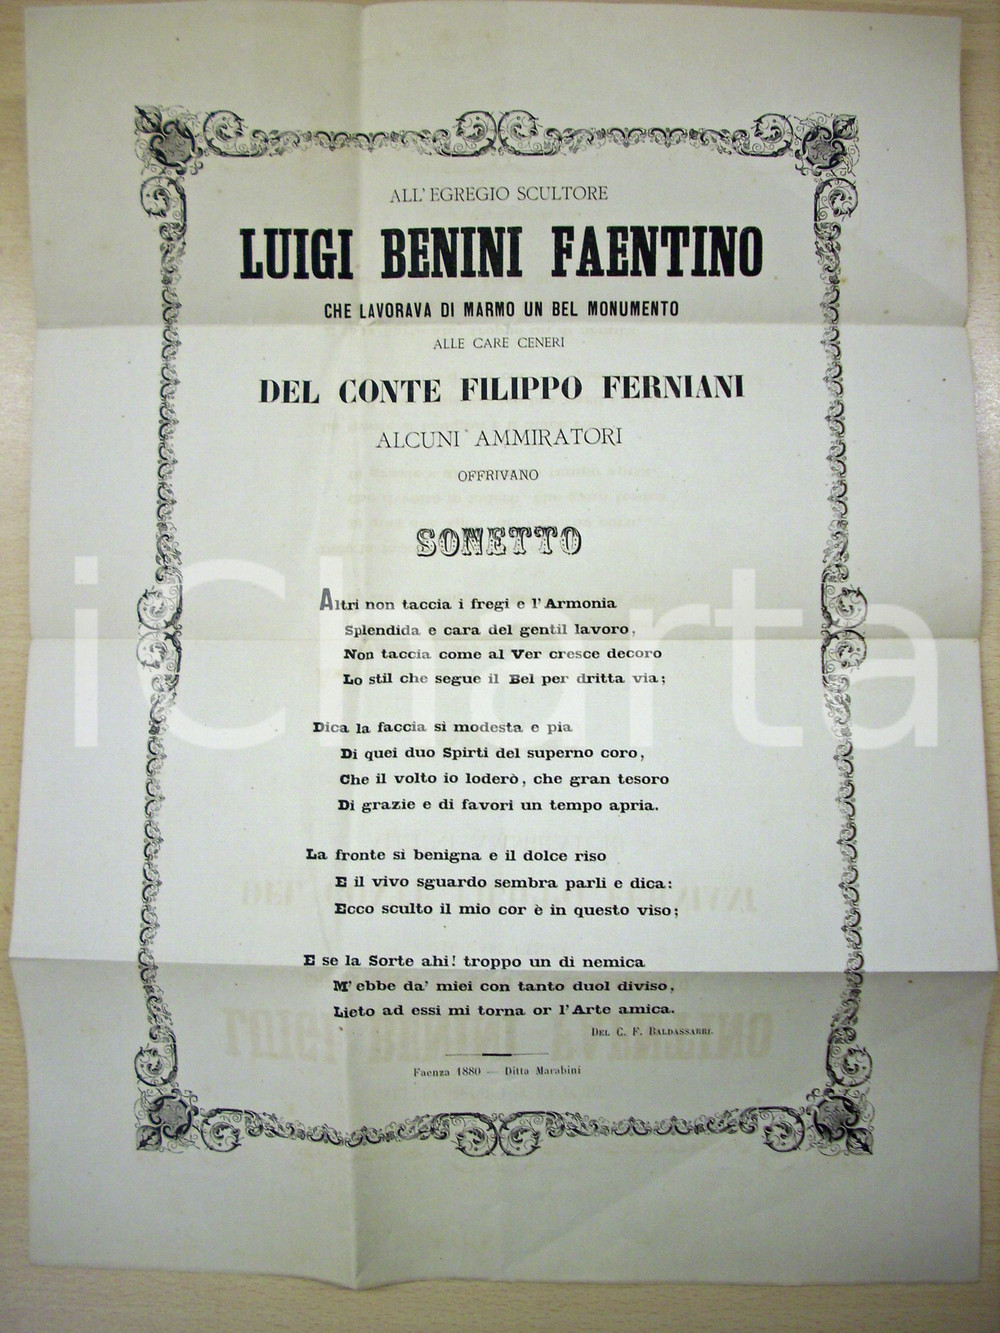 ALL'EGREGIO SCULTORE
LUIGI BENINI FAENTINO
CHE LAVORAVA DI MARMO UN BEL MONUMENTO
ALLE CARE CENERI
DEL CONTE FILIPPO FERNIANI
ALCUNI AMMIRATORI
OFFRIVANO
SONETTO
Altri non taccia i fregi e l'Armonia
Splendida e cara del gentil lavoro,
Non taccia come al Ver cresce decoro
Lo stil che segue il Bel per dritta via;
Dica la faccia sì modesta e pia
Di quei duo Spirti del superno coro,
Che il volto io loderò, che gran tesoro
Di grazie e di favori un tempo apria.
La fronte si benigna e il dolce riso
E il vivo sguardo sembra parli e dica:
Ecco sculto il mio cor è in questo viso;
E se la Sorte ahi! troppo un dì nemica
M'ebbe da' miei con tanto duol diviso,
Lieto ad essi mi torna or l'Arte amica.
DEL C. F. BALDASSARRI.
Faenza 1880 — Ditta Marabini
iCharta